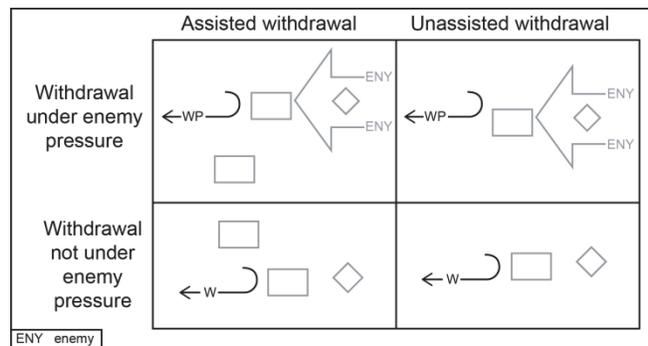 Assisted withdrawal
Unassisted withdrawal
Withdrawal
under enemy
pressure
WP
ENY
ENY
WP
ENY
ENY
Withdrawal
not under
enemy
pressure
W
W
ENY enemy